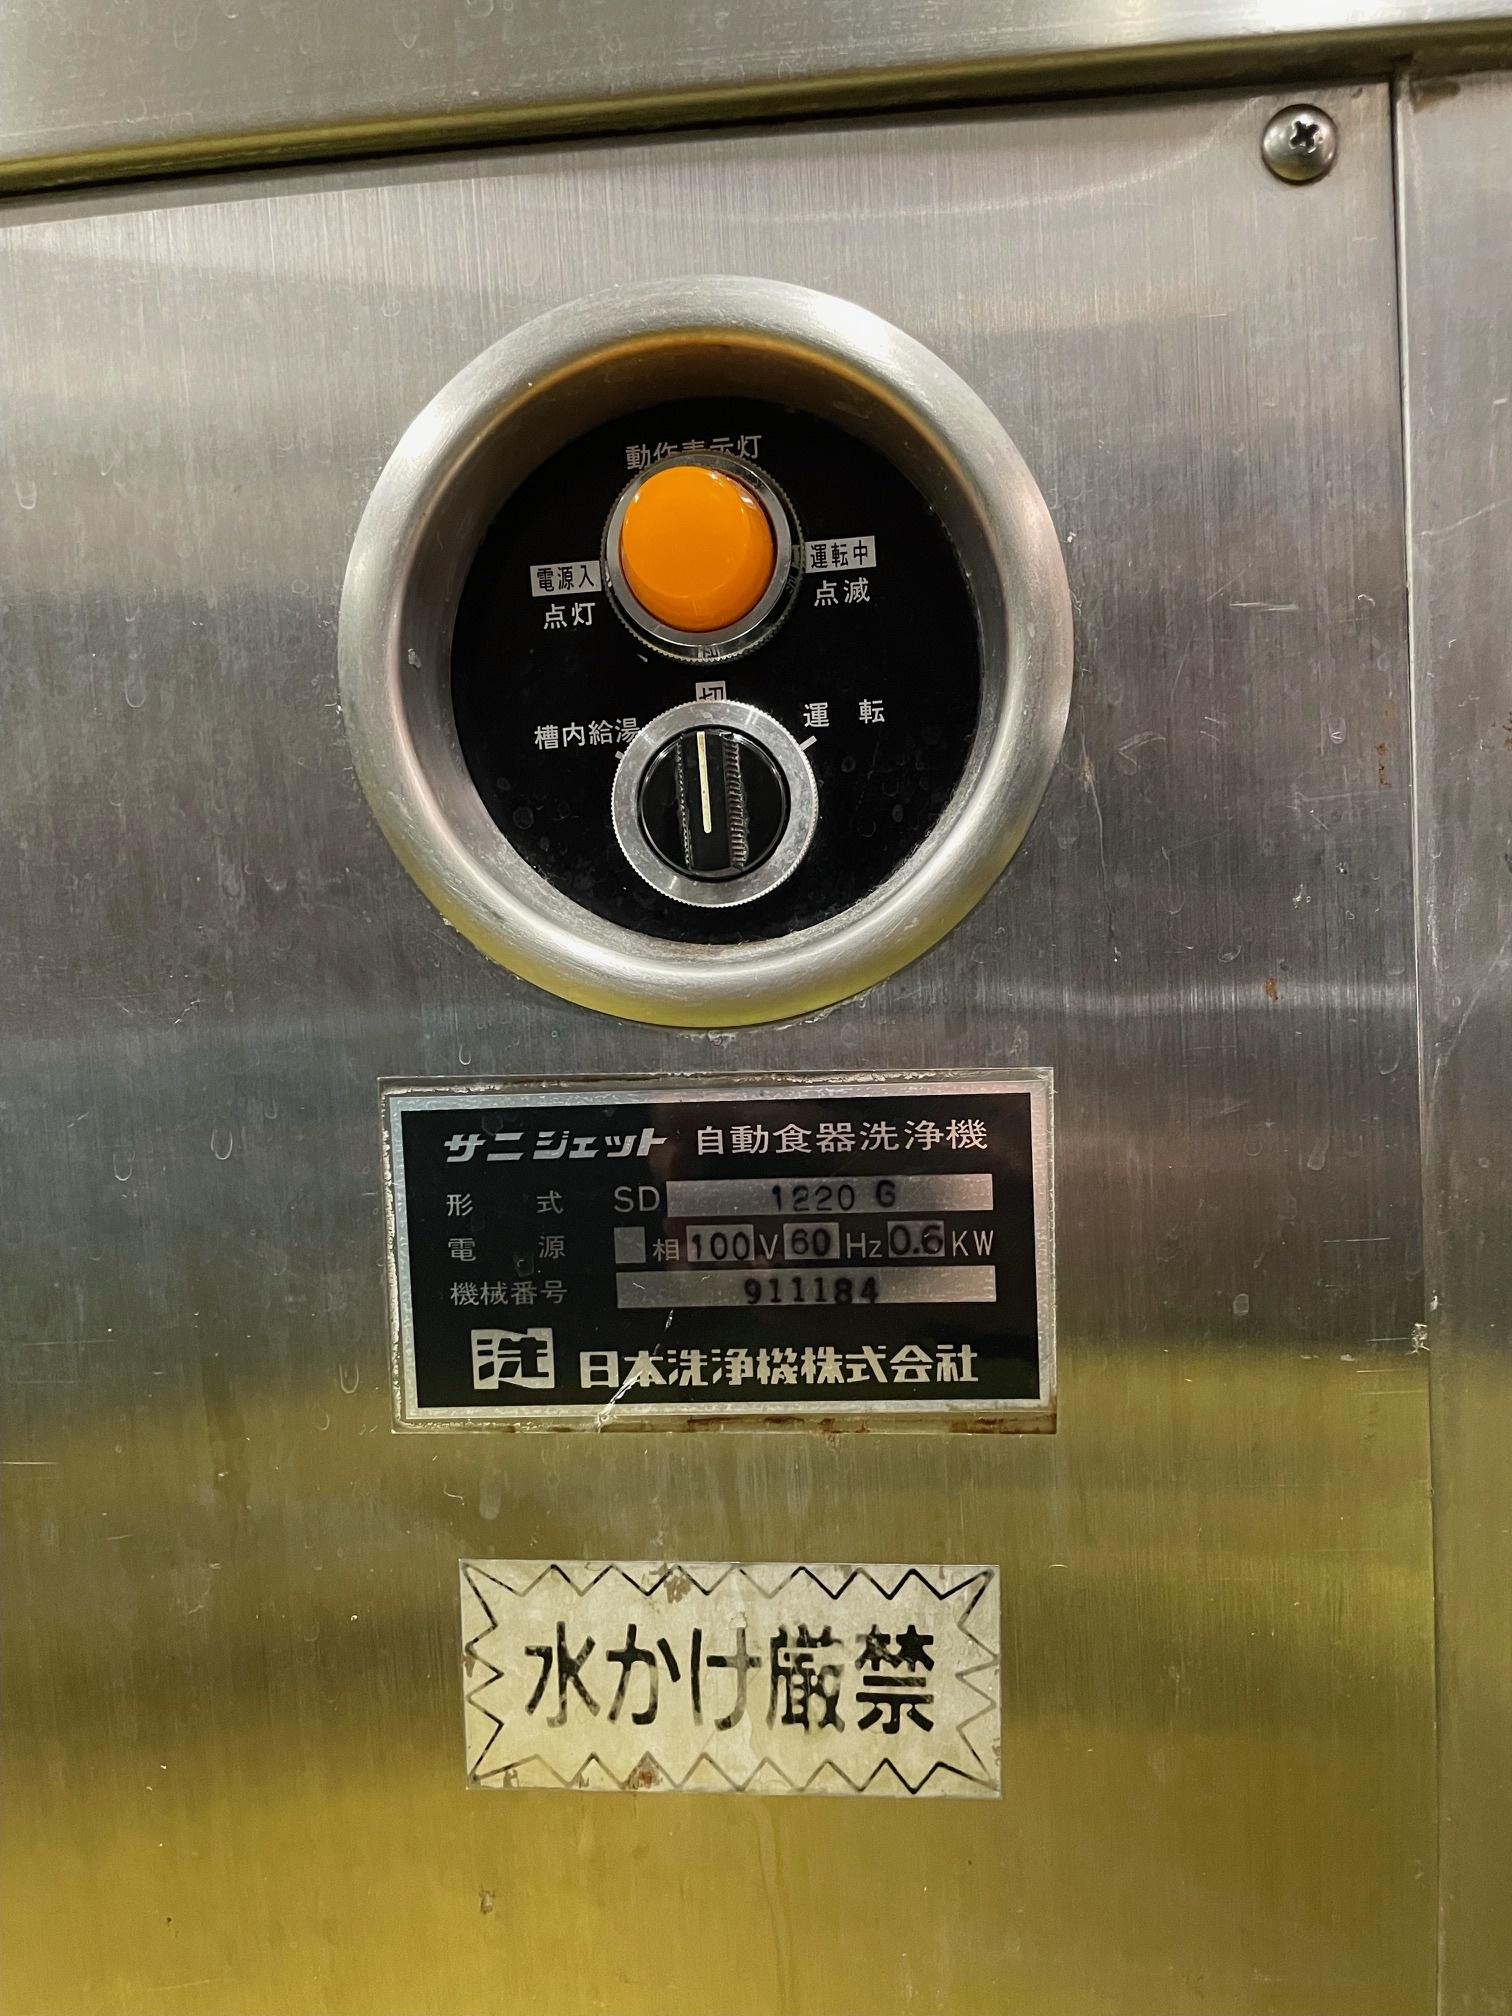 動作表示灯
電源入 運転中
点灯 点滅
切
槽内給湯 運転
サニジェット 自動食器洗浄機
形式 SD 1220 G
電源 相 100 V 60 Hz 0.6 KW
機械番号 911184
洗 日本洗浄機株式会社
水かけ厳禁